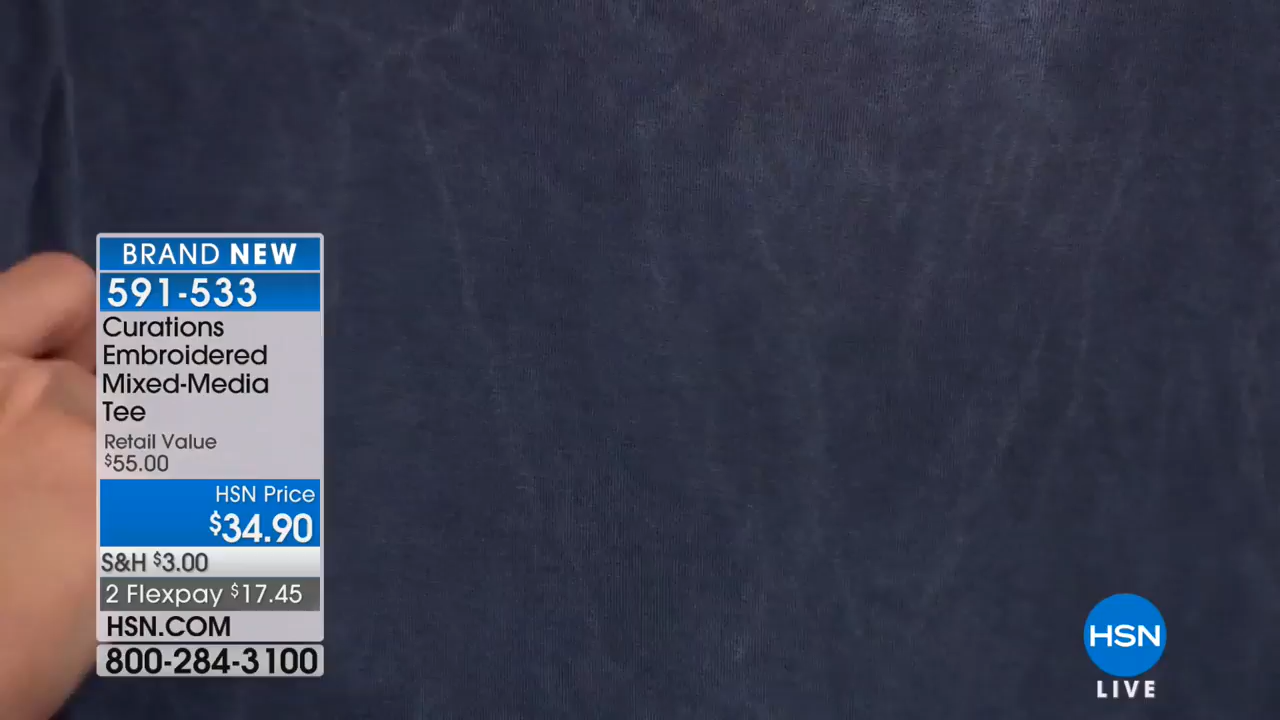 BRAND NEW
591-533
Curations
Embroidered
Mixed-Media
Tee
Retail Value
$55.00
HSN Price
$34.90
S&H $3.00
2 Flexpay $17.45
HSN.COM
800-284-3100
HSN
LIVE